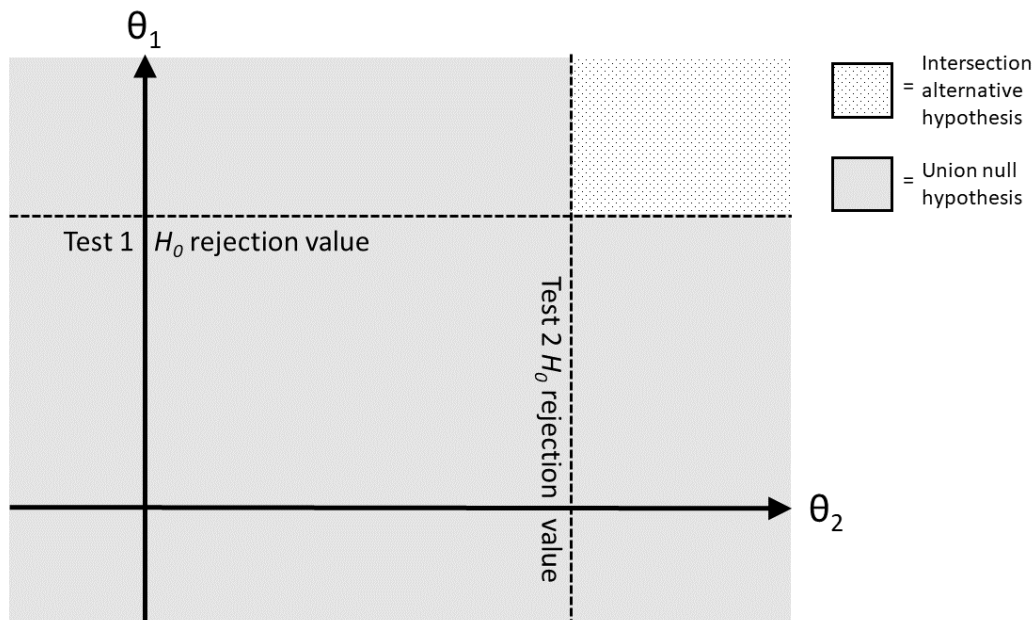 θ1
= Intersection
alternative
hypothesis
= Union null
hypothesis
Test 1 H0 rejection value
Test 2 H0 rejection value
θ2